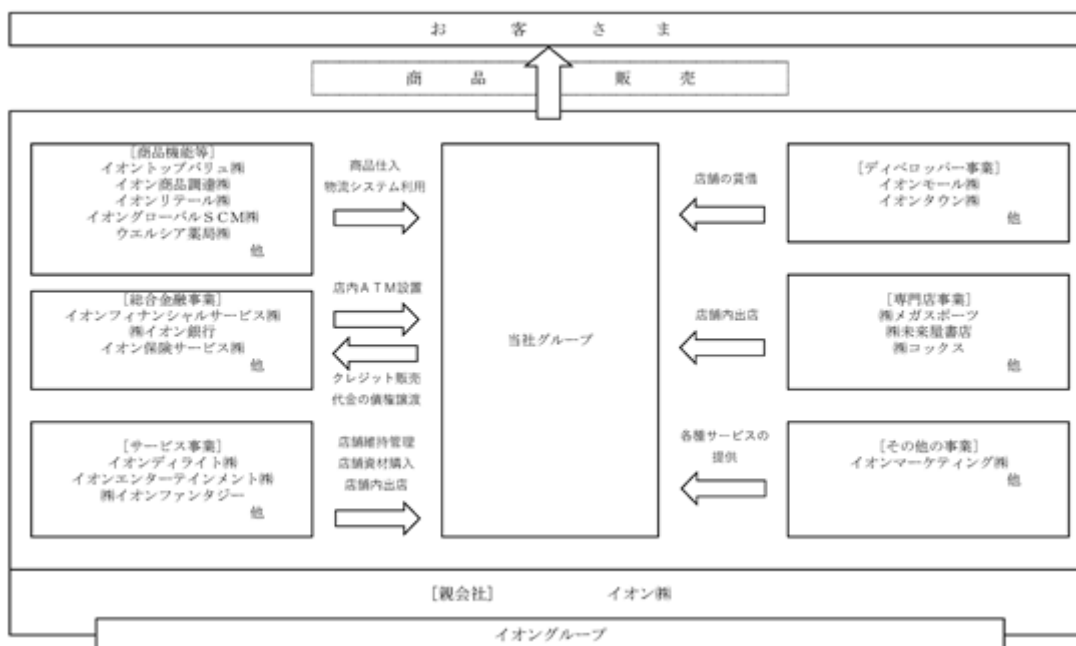 お客さま
商品販売
[商品機能等]
イオントップバリュ㈱
イオン商品調達㈱
イオンリテール㈱
イオングローバルＳＣＭ㈱
ウエルシア薬局㈱
他
商品仕入
物流システム利用
[総合金融事業]
イオンフィナンシャルサービス㈱
㈱イオン銀行
イオン保険サービス㈱
他
店内ＡＴＭ設置
クレジット販売
代金の債権譲渡
[サービス事業]
イオンディライト㈱
イオンエンターテインメント㈱
㈱イオンファンタジー
他
店舗維持管理
店舗資材購入
店舗内出店
当社グループ
店舗の賃借
[ディベロッパー事業]
イオンモール㈱
イオンタウン㈱
他
店舗内出店
[専門店事業]
㈱メガスポーツ
㈱未来屋書店
㈱コックス
他
各種サービスの
提供
[その他の事業]
イオンマーケティング㈱
他
[親会社] イオン㈱
イオングループ